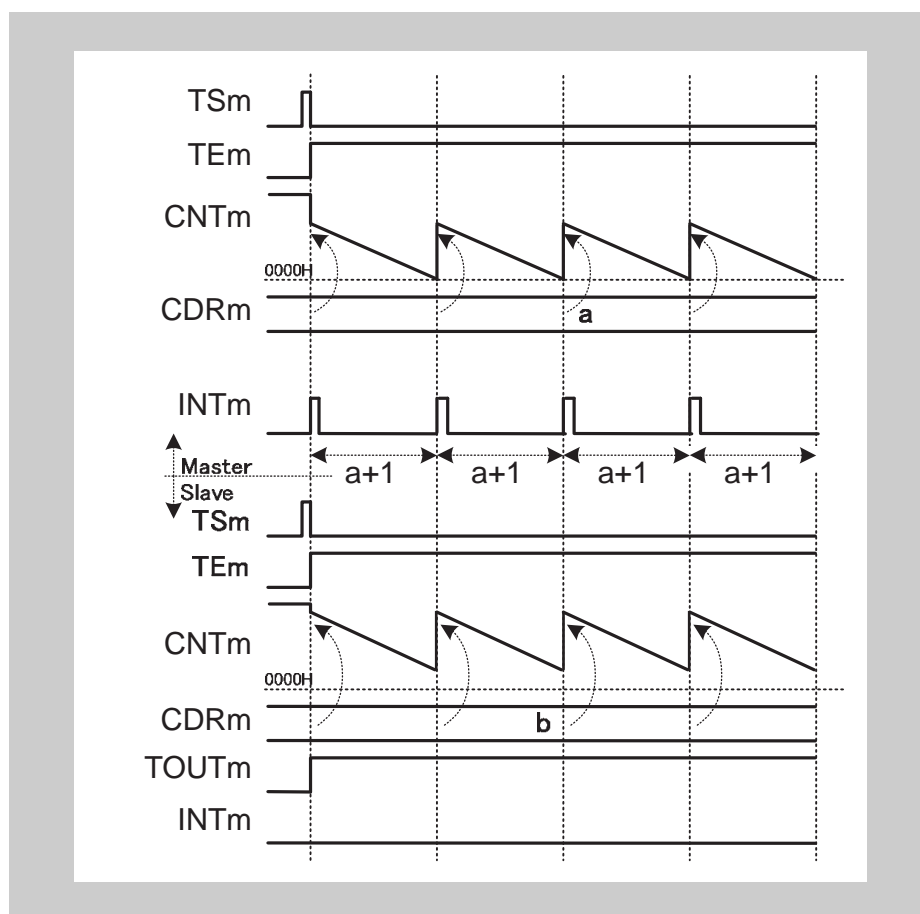 TSm
TEm
CNTm
0000H
CDRm
a
INTm
a+1 a+1 a+1 a+1
Master
Slave
TSm
TEm
CNTm
0000H
CDRm
b
TOUTm
INTm